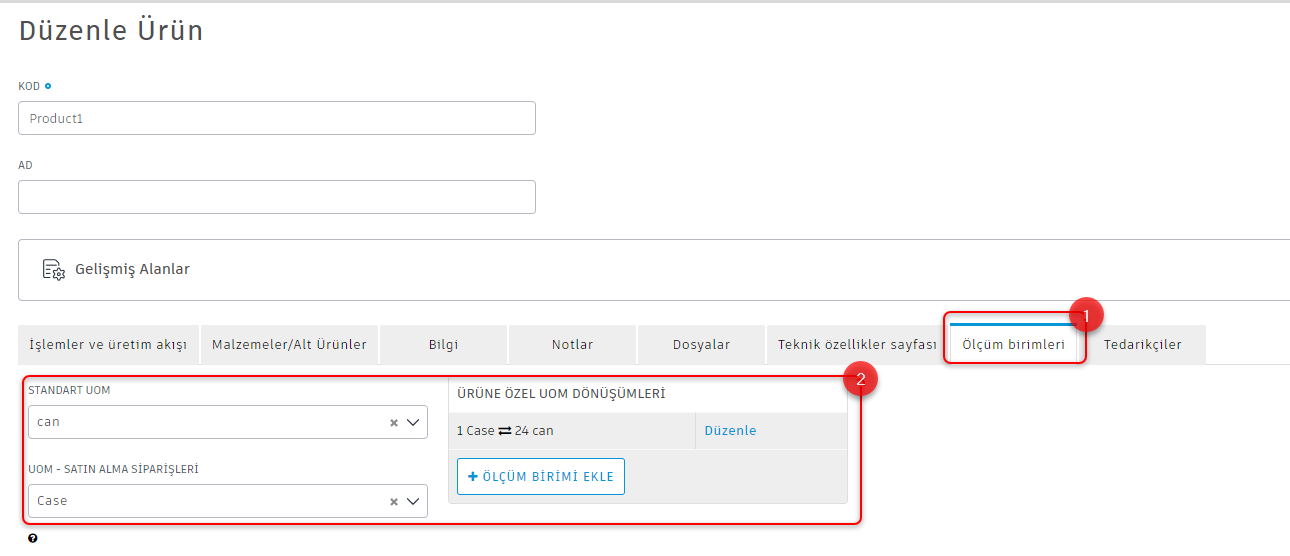 Düzenle Ürün
KOD
Product1
AD
Gelişmiş Alanlar
İşlemler ve üretim akışı
Malzemeler/Alt Ürünler
Bilgi
Notlar
Dosyalar
Teknik özellikler sayfası
Ölçüm birimleri
1
Tedarikçiler
2
STANDART UOM
can
UOM - SATIN ALMA SİPARİŞLERİ
Case
ÜRÜNE ÖZEL UOM DÖNÜŞÜMLERİ
1 Case ⇄ 24 can
Düzenle
+ ÖLÇÜM BİRİMİ EKLE